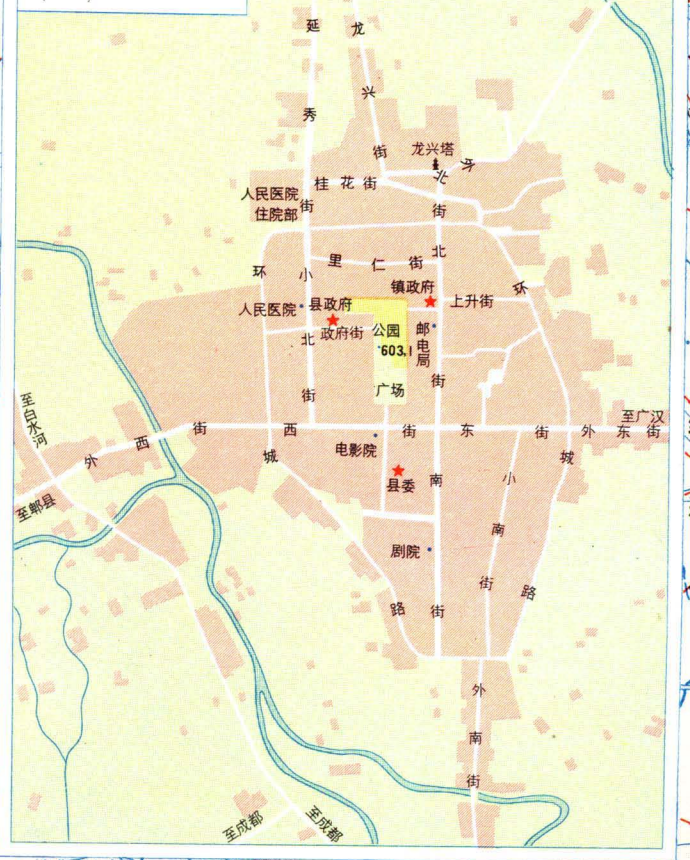 延秀街
龙兴街
龙兴塔
外北街
桂花街
人民医院
住院部
小北街
里仁街
北街
环城路
环城路
镇政府
上升街
人民医院
县政府
政府街
公园
603.1
邮电局
广场
至广汉
至白水河
外西街
西街
东街
外东街
电影院
县委
南街
小南街
至郫县
剧院
外南街
至成都
至成都